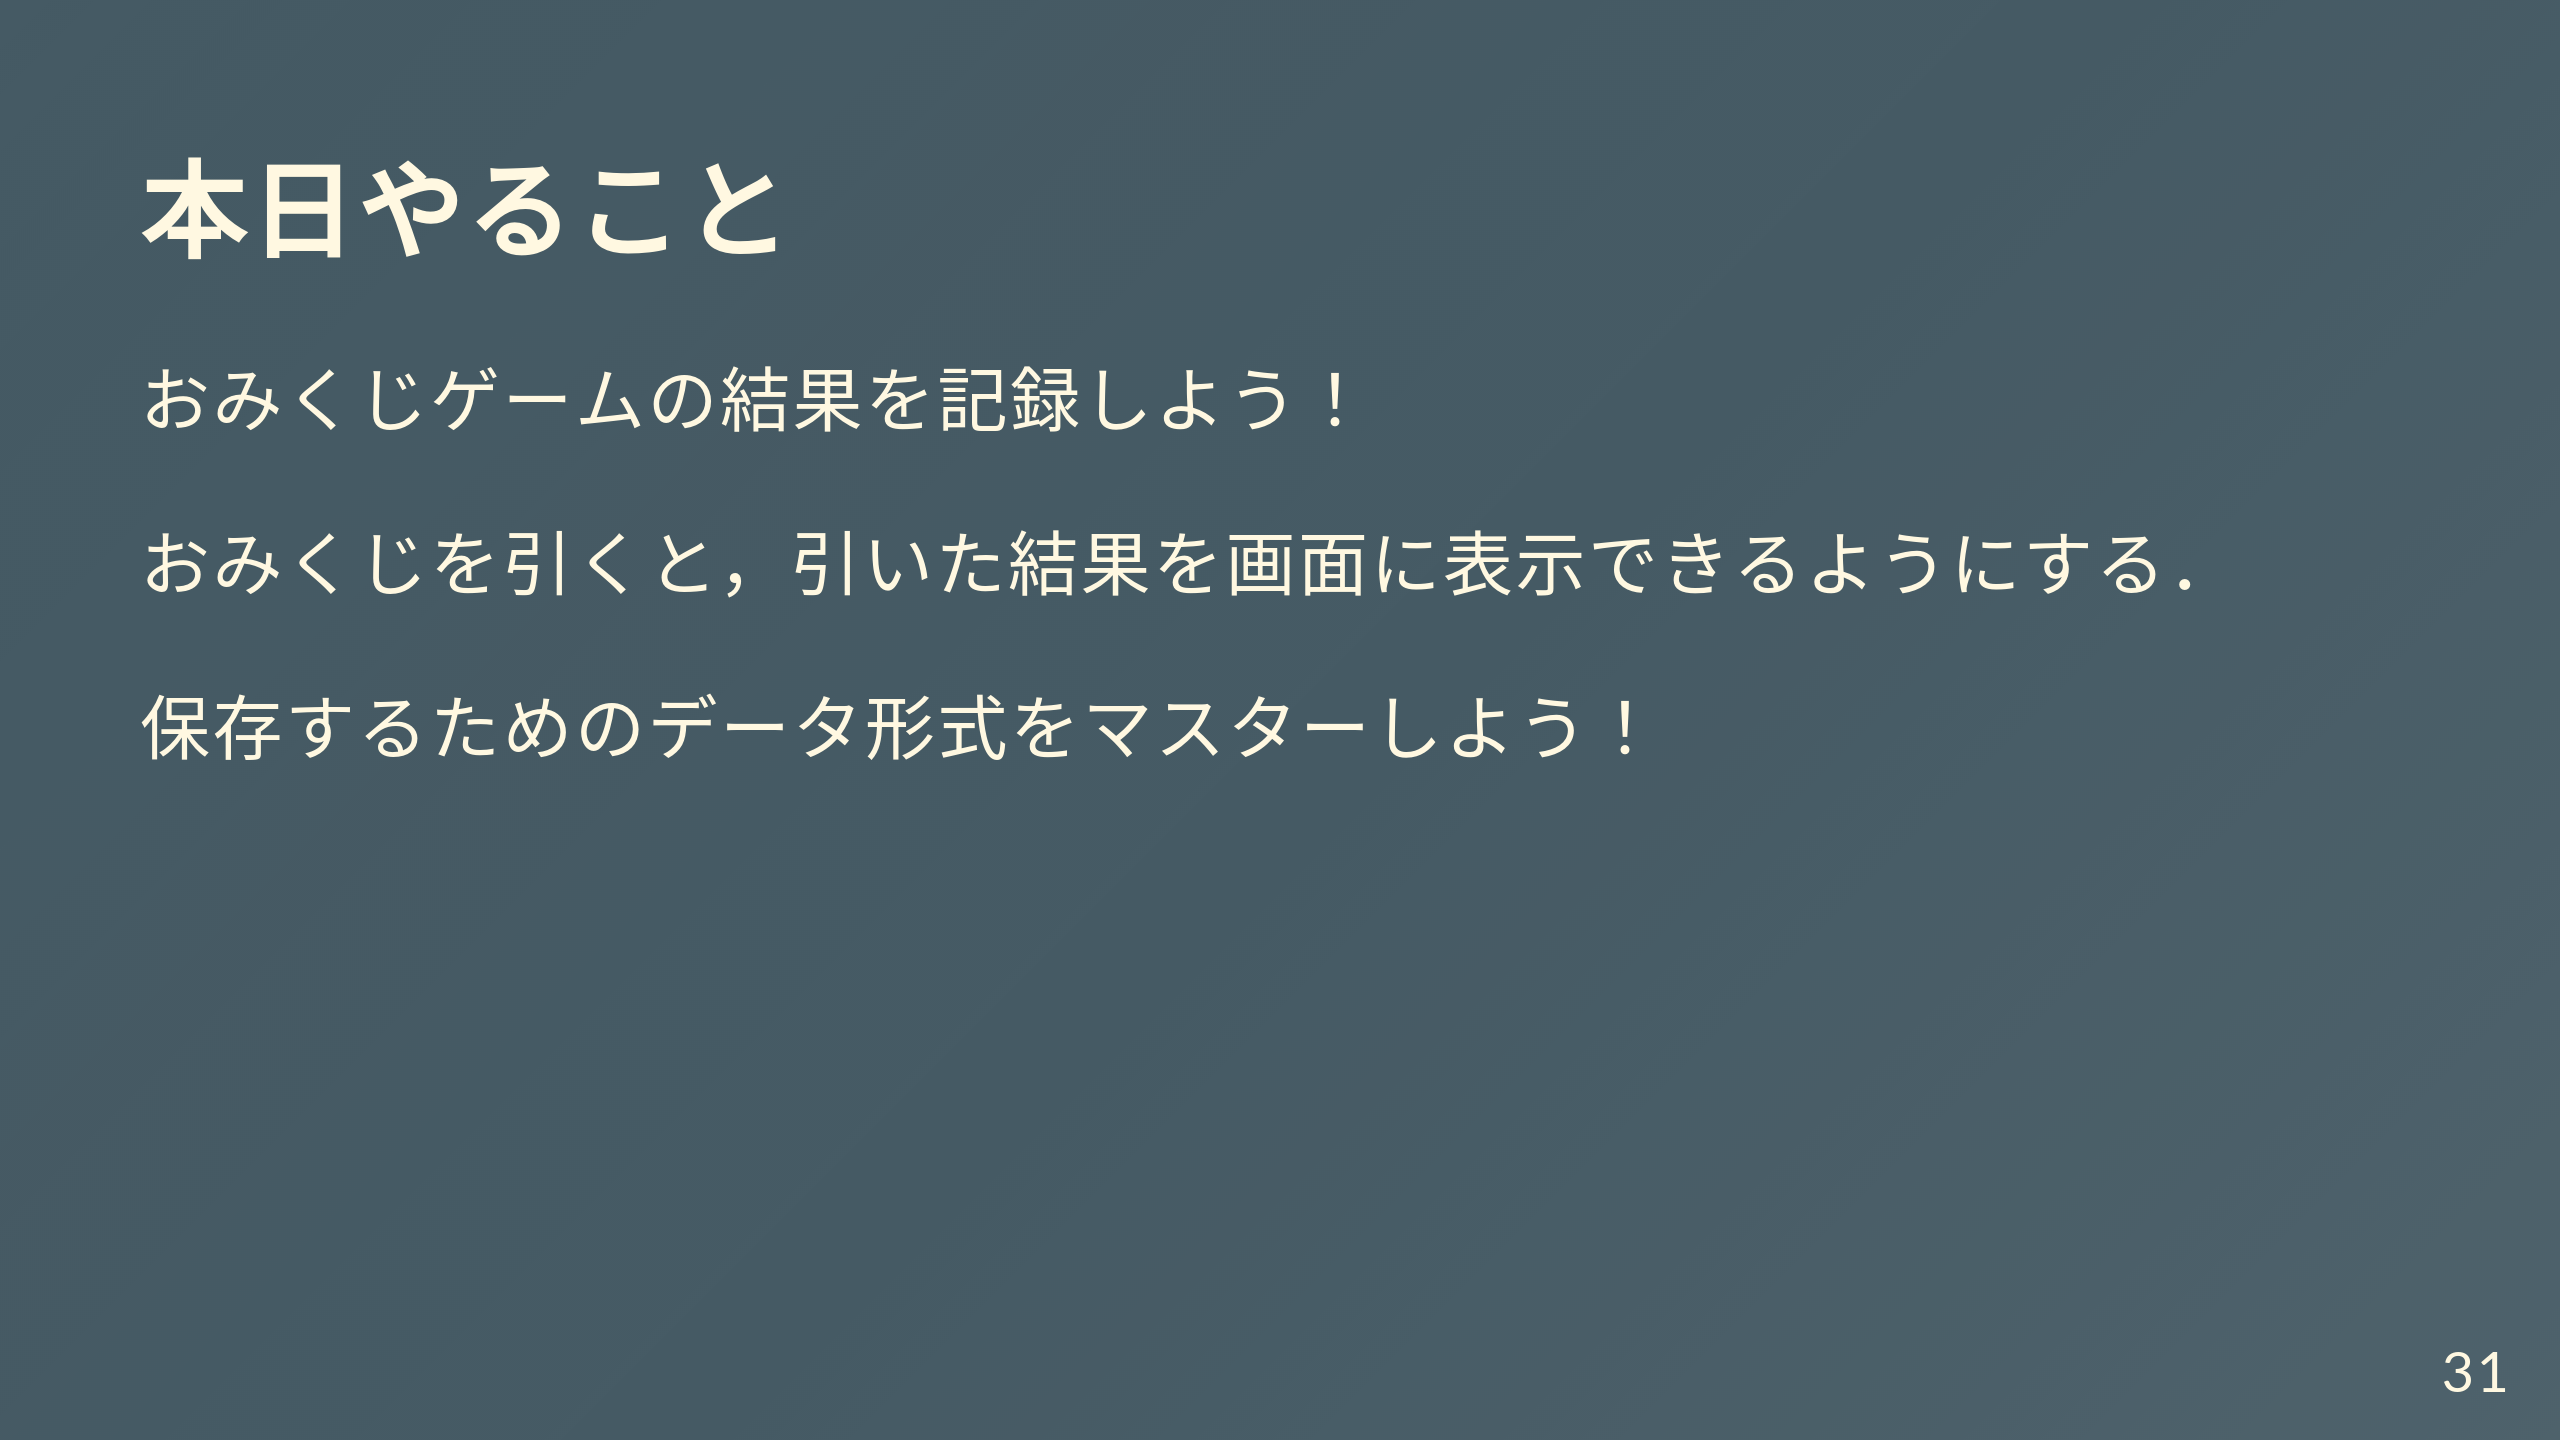 本日やること
おみくじゲームの結果を記録しよう！
おみくじを引くと，引いた結果を画面に表示できるようにする．
保存するためのデータ形式をマスターしよう！
31